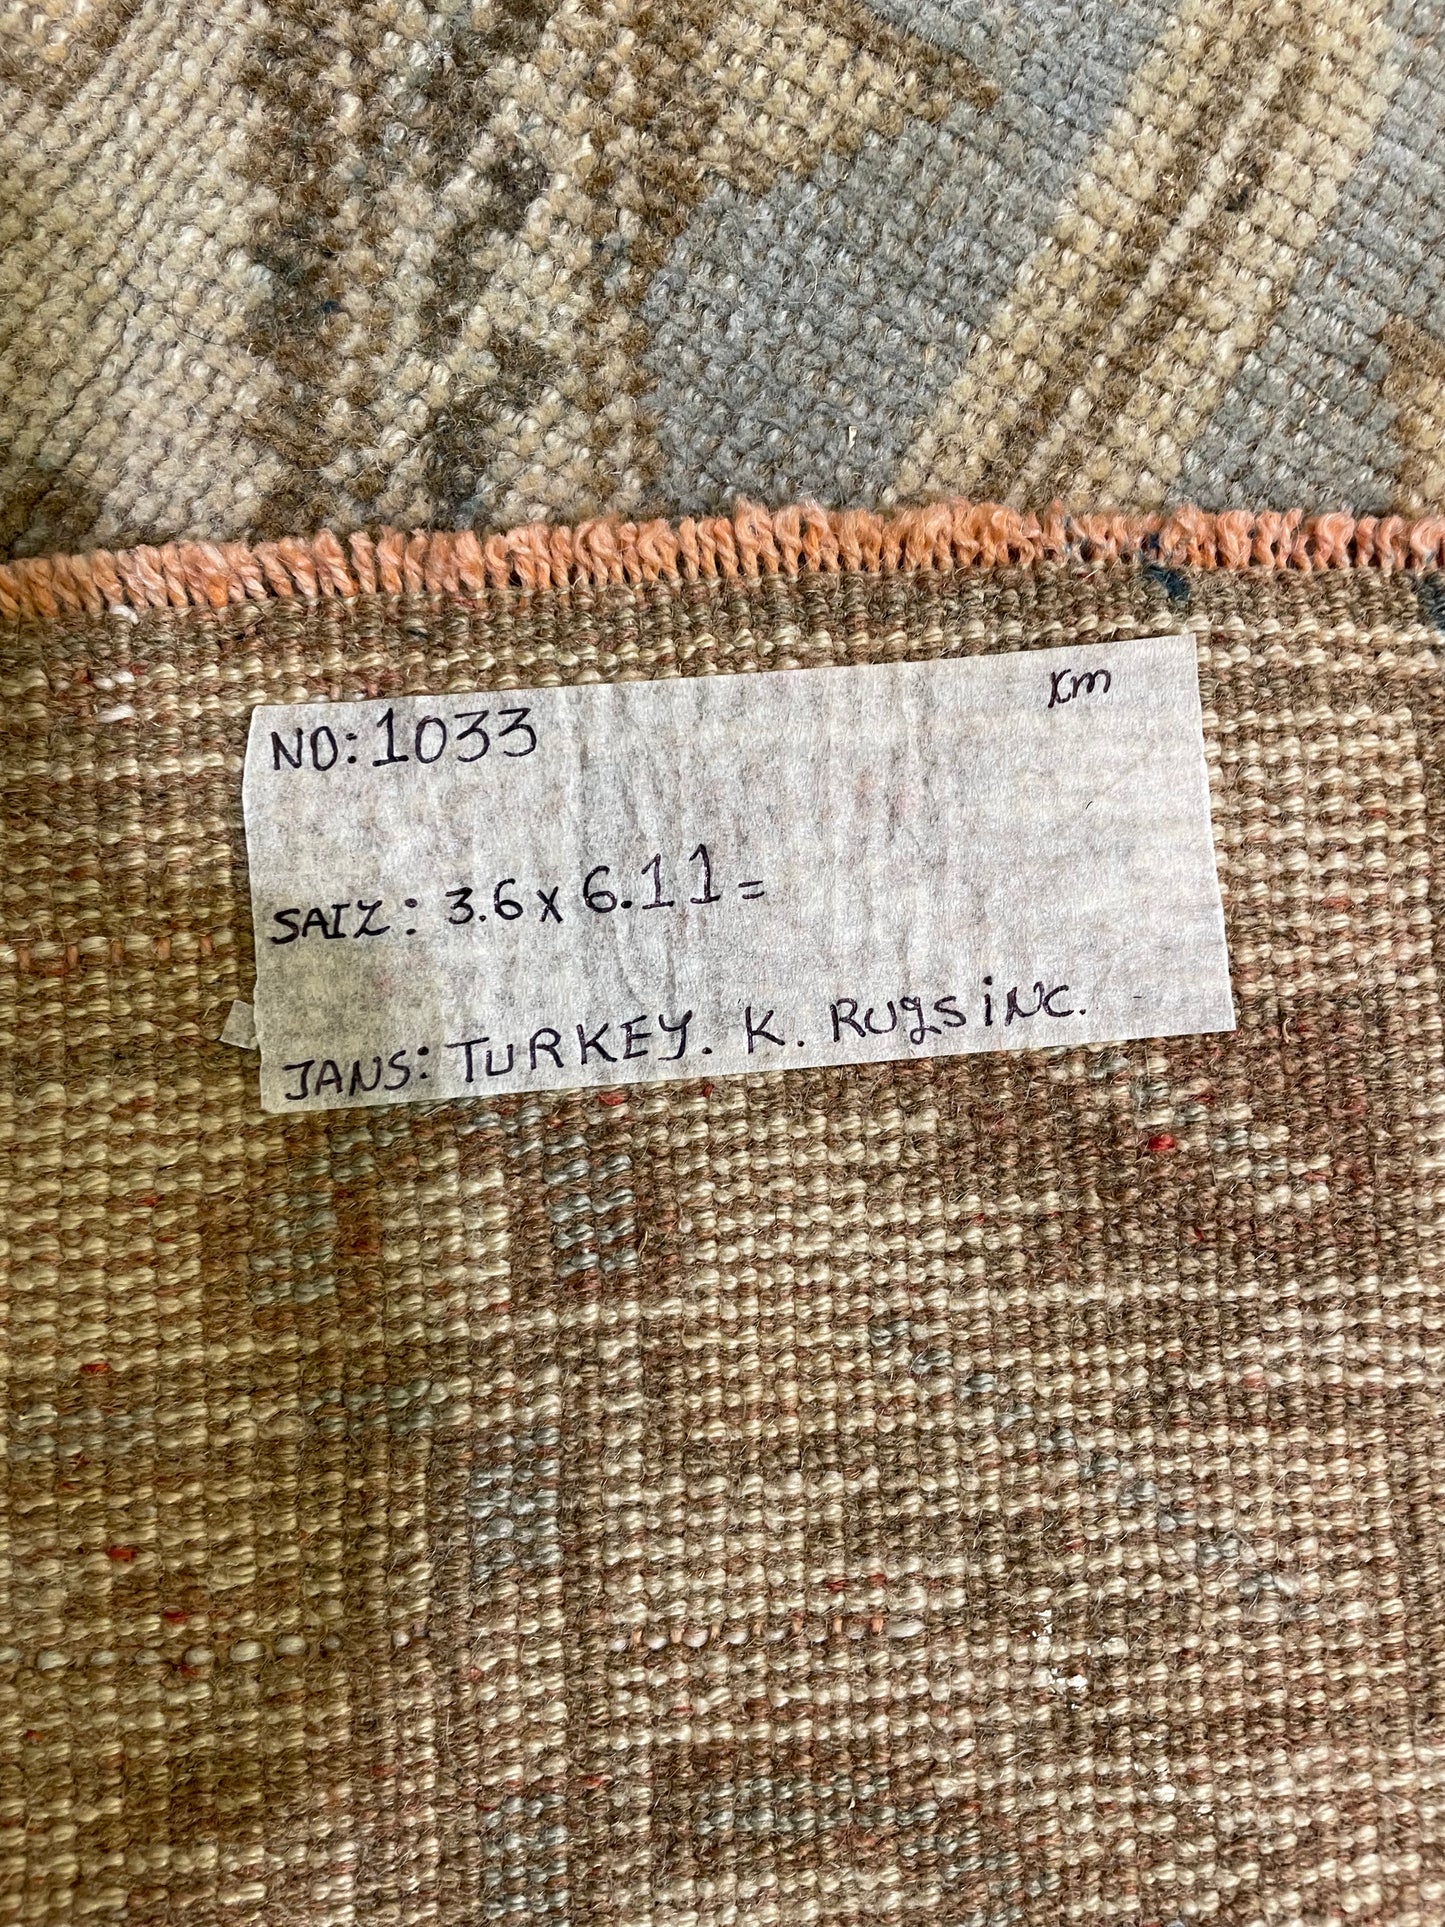 Km
NO: 1033
SAIZ: 3.6 x 6.11 =
JANS: TURKEY. K. RUgS iNC.